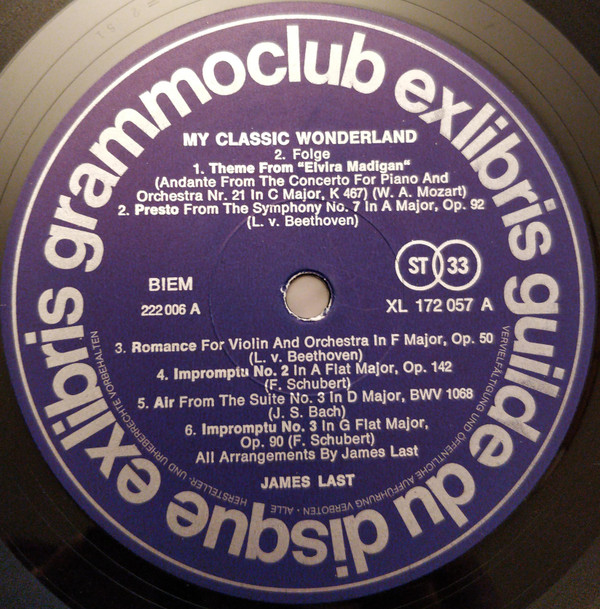 grammoclub exlibris guide du disque exlibris
MY CLASSIC WONDERLAND
2. Folge
1. Theme From "Elvira Madigan"
(Andante From The Concerto For Piano And
Orchestra Nr. 21 In C Major, K 467) (W. A. Mozart)
2. Presto From The Symphony No. 7 In A Major, Op. 92
(L. v. Beethoven)
BIEM
222 006 A
ST 33
XL 172 057 A
3. Romance For Violin And Orchestra In F Major, Op. 50
(L. v. Beethoven)
4. Impromptu No. 2 In A Flat Major, Op. 142
(F. Schubert)
5. Air From The Suite No. 3 In D Major, BWV 1068
(J. S. Bach)
6. Impromptu No. 3 In G Flat Major,
Op. 90 (F. Schubert)
All Arrangements By James Last
JAMES LAST
VERVIELFÄLTIGUNG UND ÖFFENTLICHE AUFFÜHRUNG VERBOTEN · ALLE HERSTELLER- UND URHEBERRECHTE VORBEHALTEN